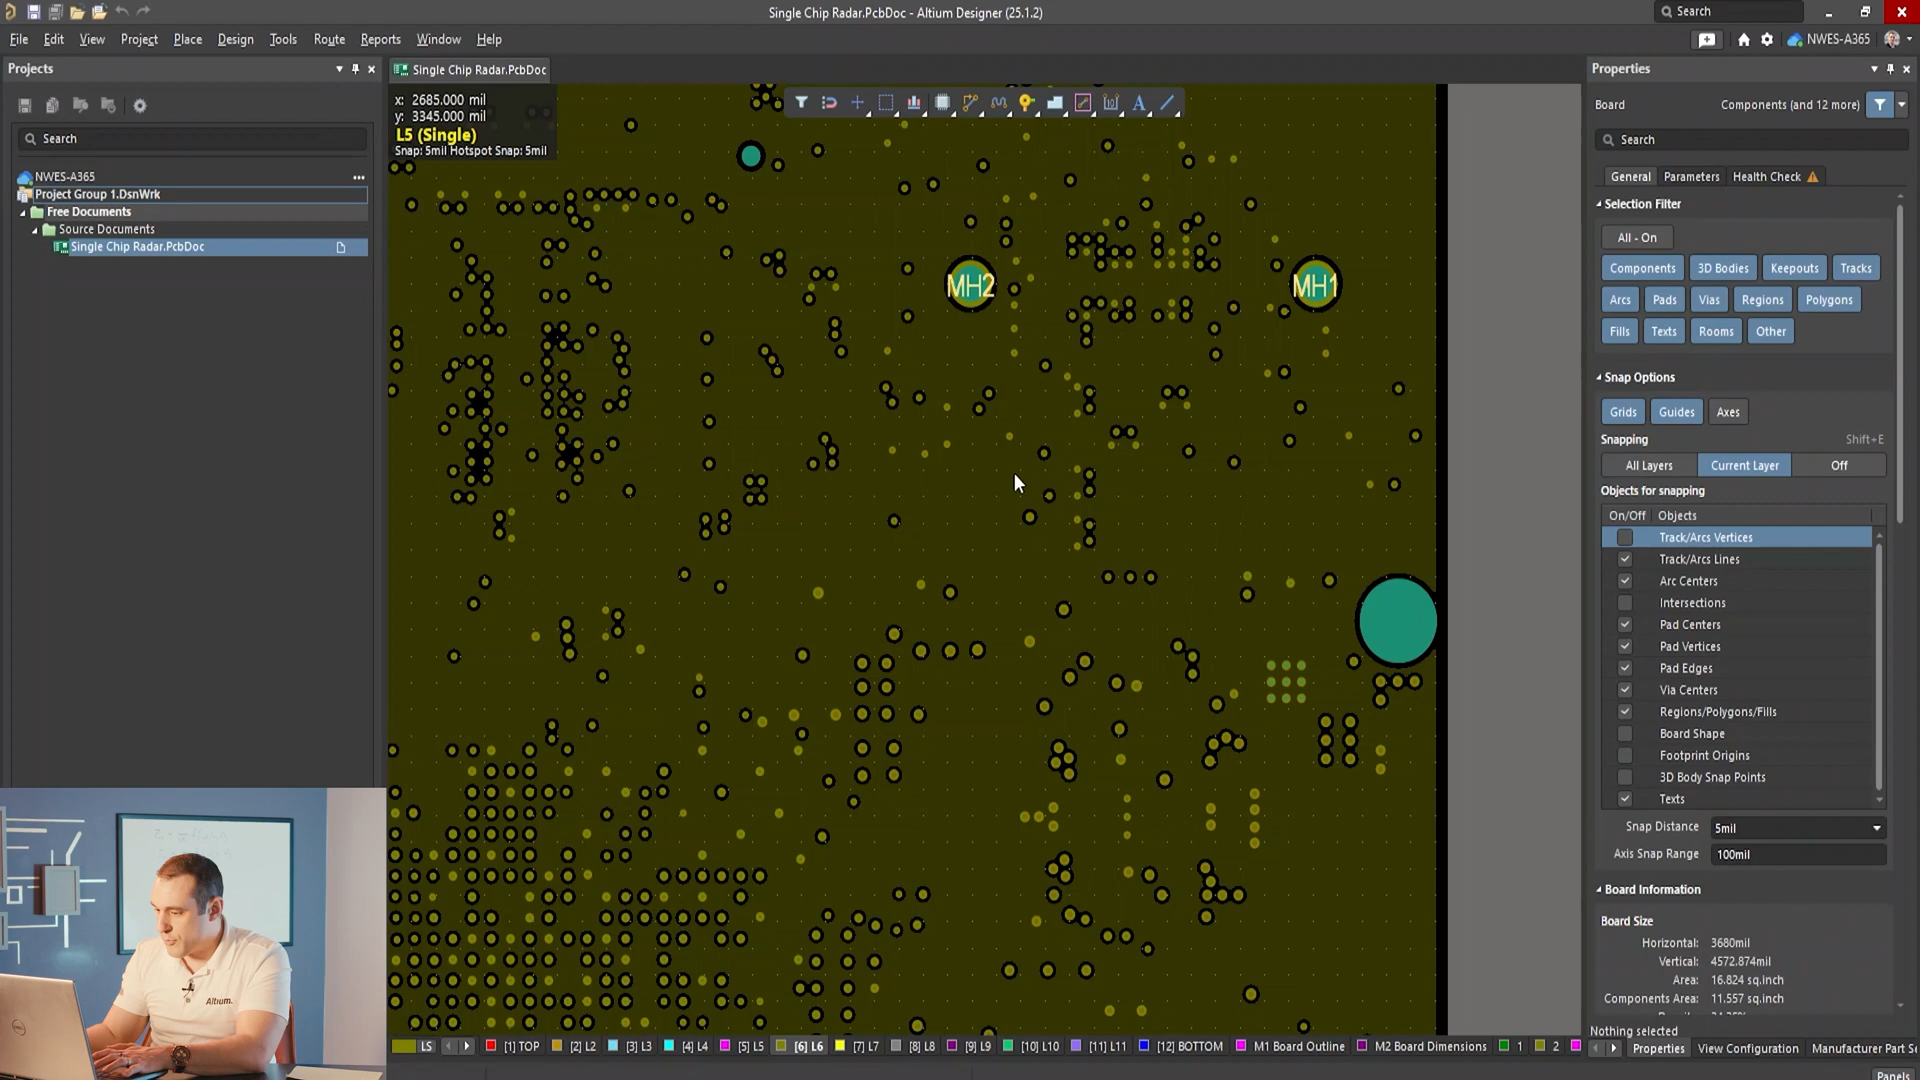 Single Chip Radar.PcbDoc - Altium Designer (25.1.2)
Search
File Edit View Project Place Design Tools Route Reports Window Help
NWES-A365
Projects
Search
NWES-A365
Project Group 1.DsnWrk
Free Documents
Source Documents
Single Chip Radar.PcbDoc
Single Chip Radar.PcbDoc
x: 2685.000 mil
y: 3345.000 mil
L5 (Single)
Snap: 5mil Hotspot Snap: 5mil
MH2
MH1
Altium.
DELL
LS [1] TOP [2] L2 [3] L3 [4] L4 [5] L5 [6] L6 [7] L7 [8] L8 [9] L9 [10] L10 [11] L11 [12] BOTTOM M1 Board Outline M2 Board Dimensions 1 2
Properties
Board Components (and 12 more)
Search
General Parameters Health Check
Selection Filter
All - On
Components 3D Bodies Keepouts Tracks
Arcs Pads Vias Regions Polygons
Fills Texts Rooms Other
Snap Options
Grids Guides Axes
Snapping Shift+E
All Layers Current Layer Off
Objects for snapping
On/Off Objects
Track/Arcs Vertices
Track/Arcs Lines
Arc Centers
Intersections
Pad Centers
Pad Vertices
Pad Edges
Via Centers
Regions/Polygons/Fills
Board Shape
Footprint Origins
3D Body Snap Points
Texts
Snap Distance 5mil
Axis Snap Range 100mil
Board Information
Board Size
Horizontal: 3680mil
Vertical: 4572.874mil
Area: 16.824 sq.inch
Components Area: 11.557 sq.inch
Nothing selected
Properties View Configuration Manufacturer Part Se
Panels